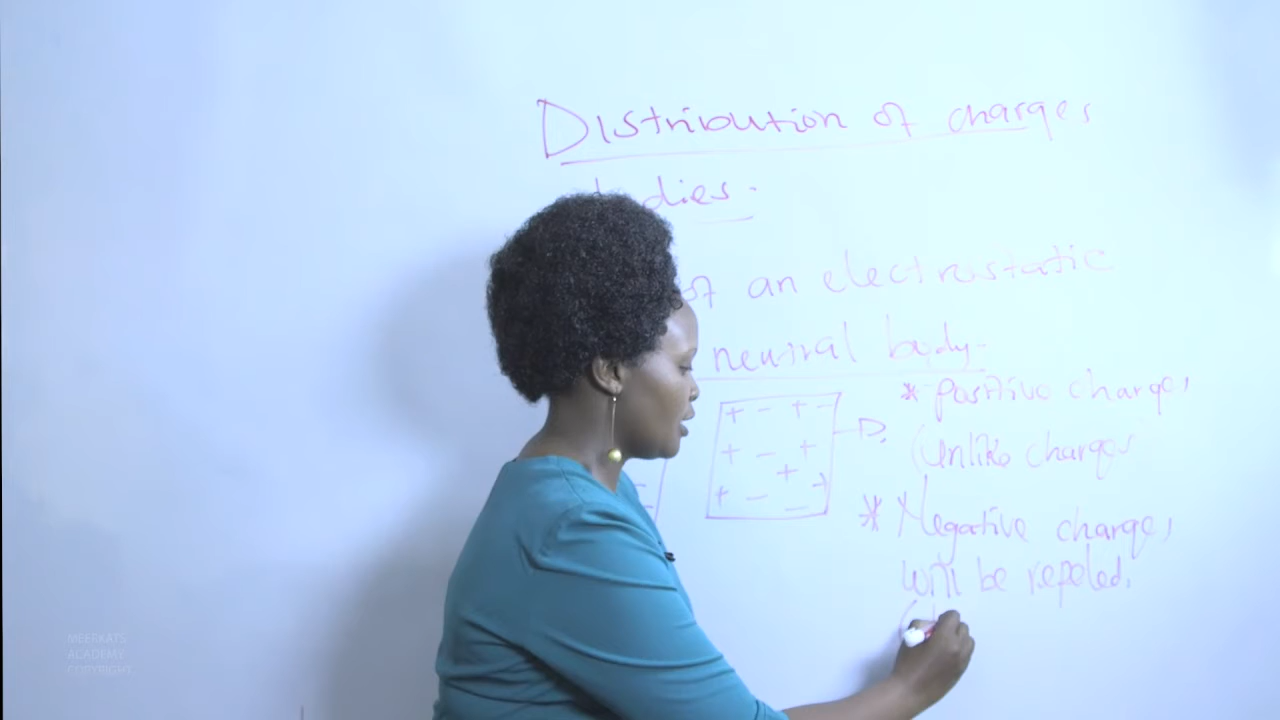 Distribution of charges
bodies.
of an electrostatic
neutral body.
+ - + -
+ - +
+
+ - +
-
* positive charges
(unlike charges)
* Negative charges
will be repeled.
(
MEERKATS
ACADEMY
COPYRIGHT